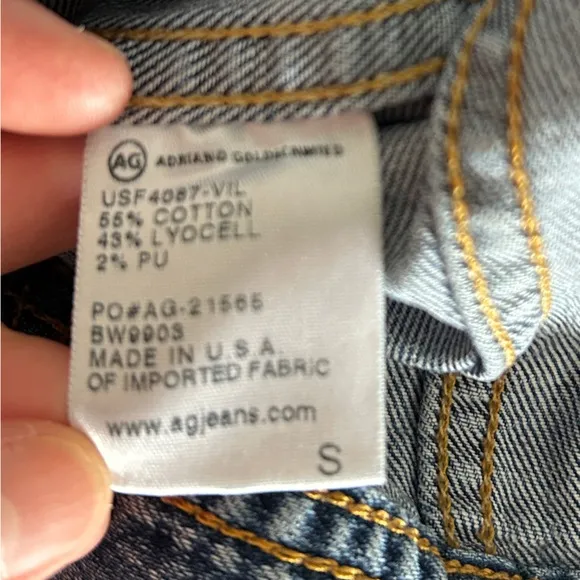 AG ADRIANO GOLDSCHMIED
USF4087-VIL
55% COTTON
43% LYOCELL
2% PU
PO#AG-21565
BW990S
MADE IN U.S.A.
OF IMPORTED FABRIC
www.agjeans.com
S